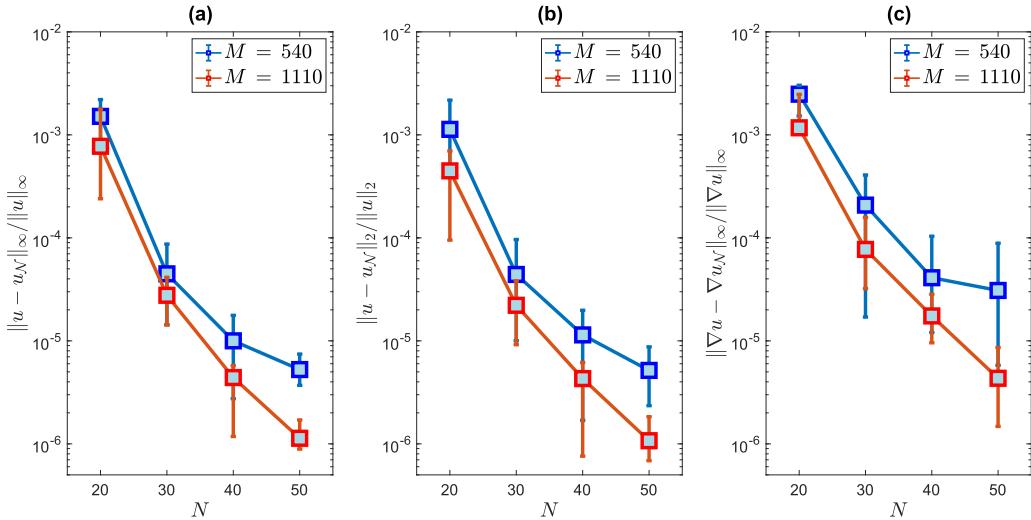 (a)
10⁻²
10⁻³
10⁻⁴
10⁻⁵
10⁻⁶
‖u − u_𝒩‖_∞/‖u‖_∞
M = 540
M = 1110
20 30 40 50
N
(b)
10⁻²
10⁻³
10⁻⁴
10⁻⁵
10⁻⁶
‖u − u_𝒩‖₂/‖u‖₂
M = 540
M = 1110
20 30 40 50
N
(c)
10⁻²
10⁻³
10⁻⁴
10⁻⁵
10⁻⁶
‖∇u − ∇u_𝒩‖_∞/‖∇u‖_∞
M = 540
M = 1110
20 30 40 50
N